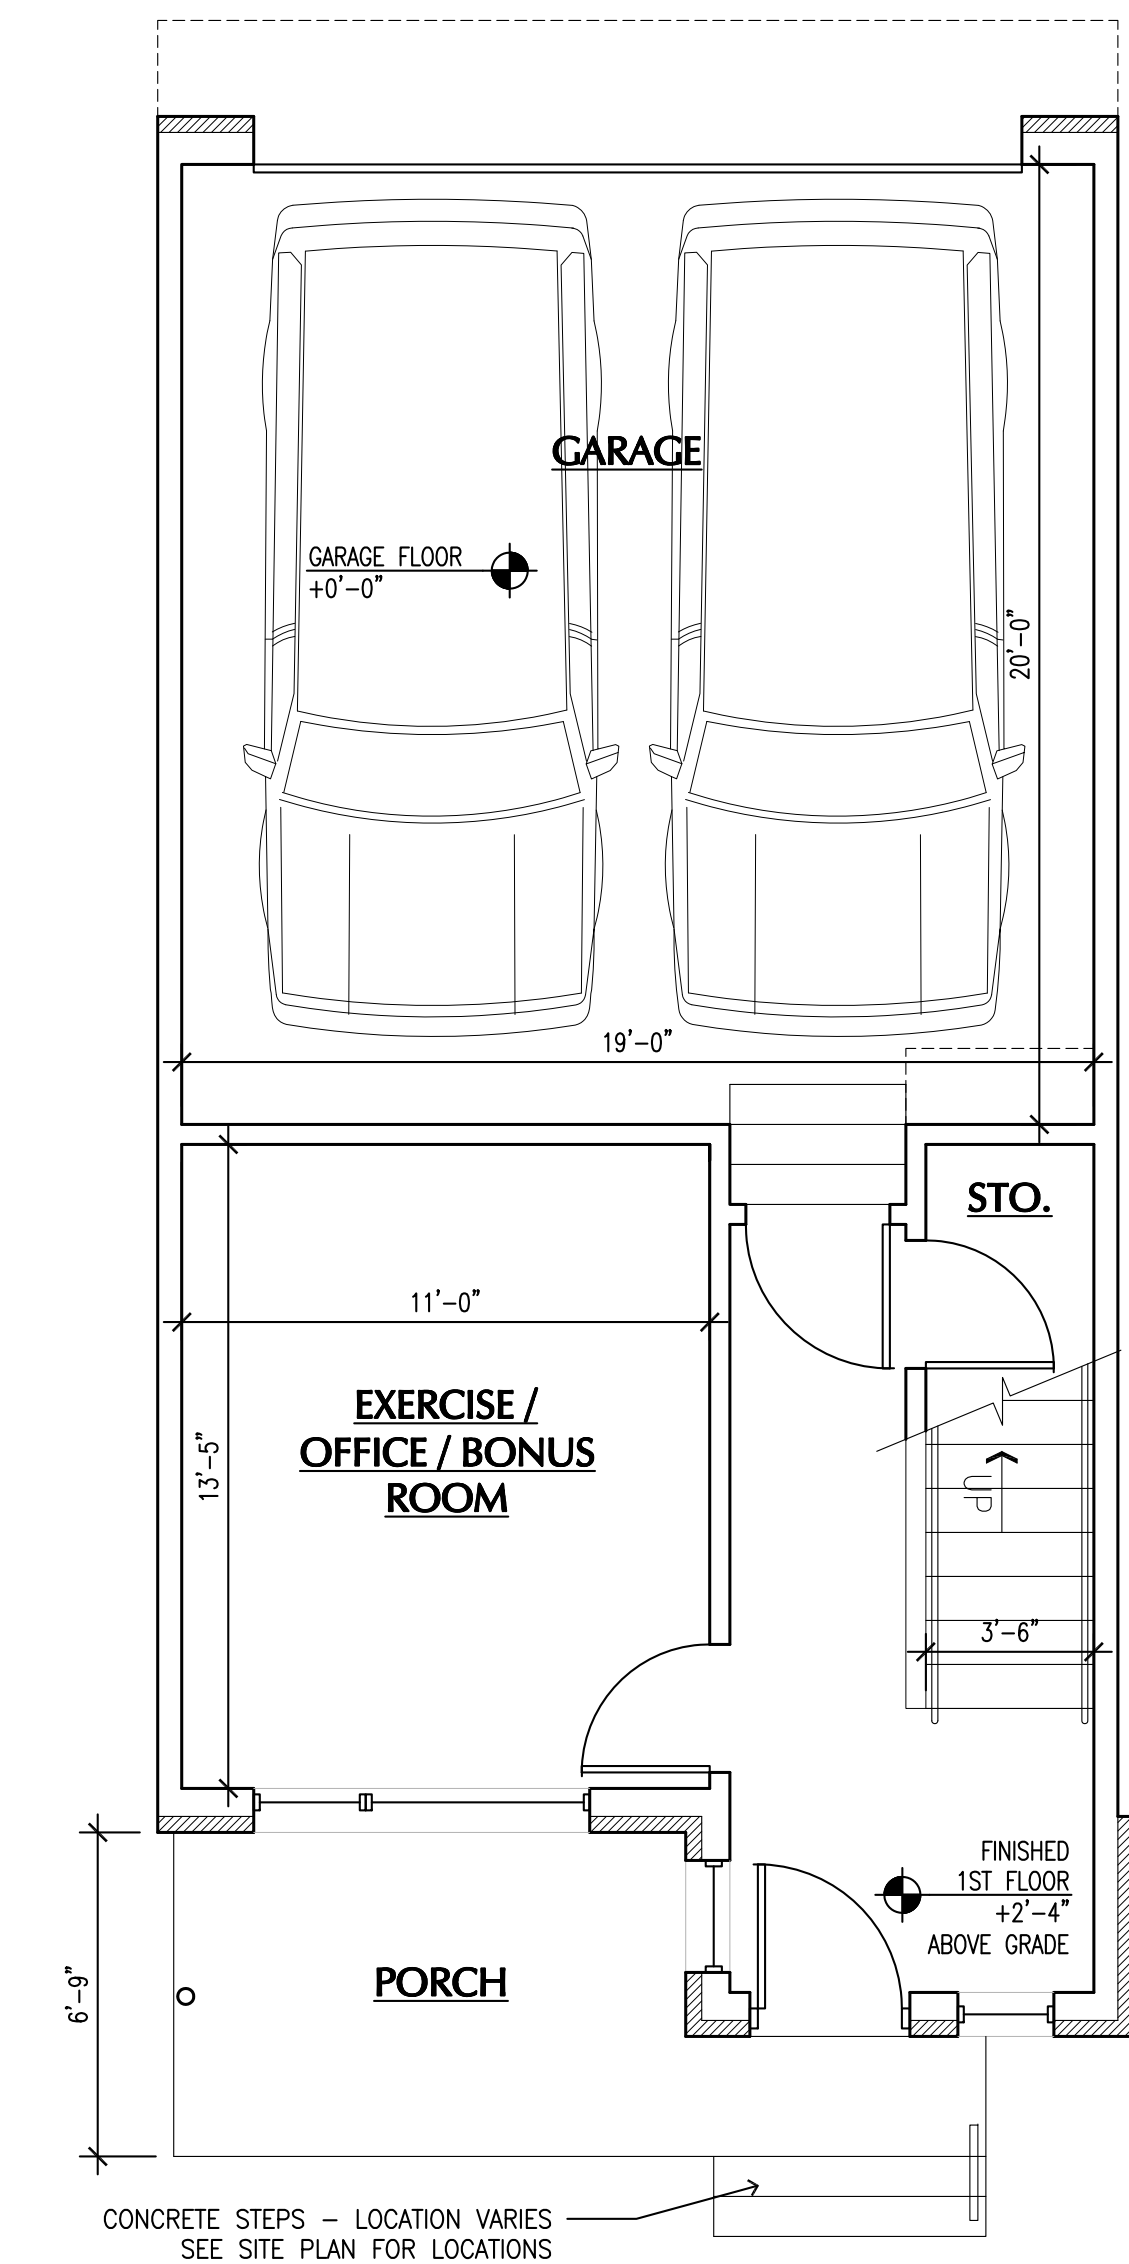 GARAGE
GARAGE FLOOR
+0'-0"
20'-0"
19'-0"
STO.
11'-0"
EXERCISE /
OFFICE / BONUS
ROOM
13'-5"
UP
3'-6"
FINISHED
1ST FLOOR
+2'-4"
ABOVE GRADE
PORCH
6'-9"
CONCRETE STEPS – LOCATION VARIES
SEE SITE PLAN FOR LOCATIONS